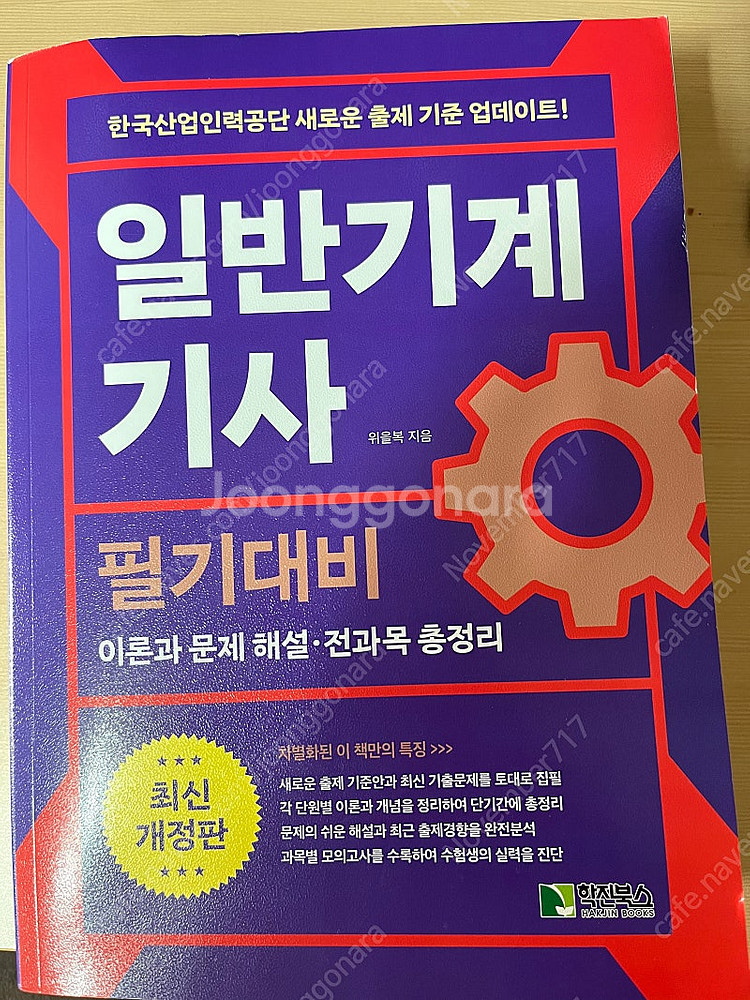 한국산업인력공단 새로운 출제 기준 업데이트!
일반기계
기사
위을복 지음
Joonggonara
필기대비
이론과 문제 해설·전과목 총정리
차별화된 이 책만의 특징 >>>
새로운 출제 기준안과 최신 기출문제를 토대로 집필
각 단원별 이론과 개념을 정리하여 단기간에 총정리
문제의 쉬운 해설과 최근 출제경향을 완전분석
과목별 모의고사를 수록하여 수험생의 실력을 진단
최신
개정판
학진북스
HAKJIN BOOKS